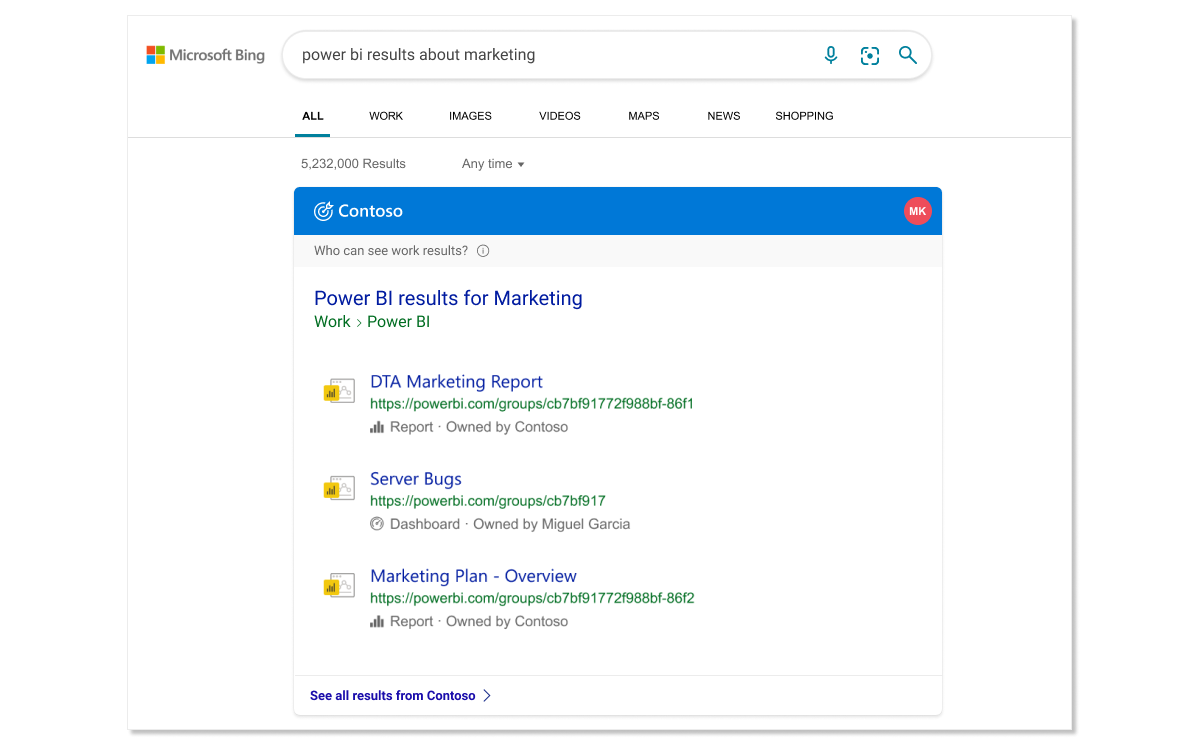 Microsoft Bing
power bi results about marketing
ALL WORK IMAGES VIDEOS MAPS NEWS SHOPPING
5,232,000 Results Any time
Contoso MK
Who can see work results?
Power BI results for Marketing
Work > Power BI
DTA Marketing Report
https://powerbi.com/groups/cb7bf91772f988bf-86f1
Report · Owned by Contoso
Server Bugs
https://powerbi.com/groups/cb7bf917
Dashboard · Owned by Miguel Garcia
Marketing Plan - Overview
https://powerbi.com/groups/cb7bf91772f988bf-86f2
Report · Owned by Contoso
See all results from Contoso >